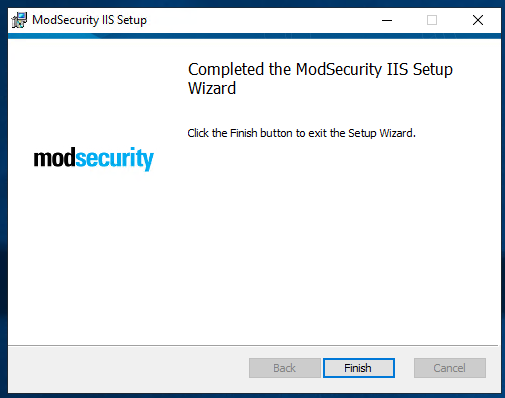 ModSecurity IIS Setup
Completed the ModSecurity IIS Setup
Wizard
Click the Finish button to exit the Setup Wizard.
modsecurity
Back
Finish
Cancel